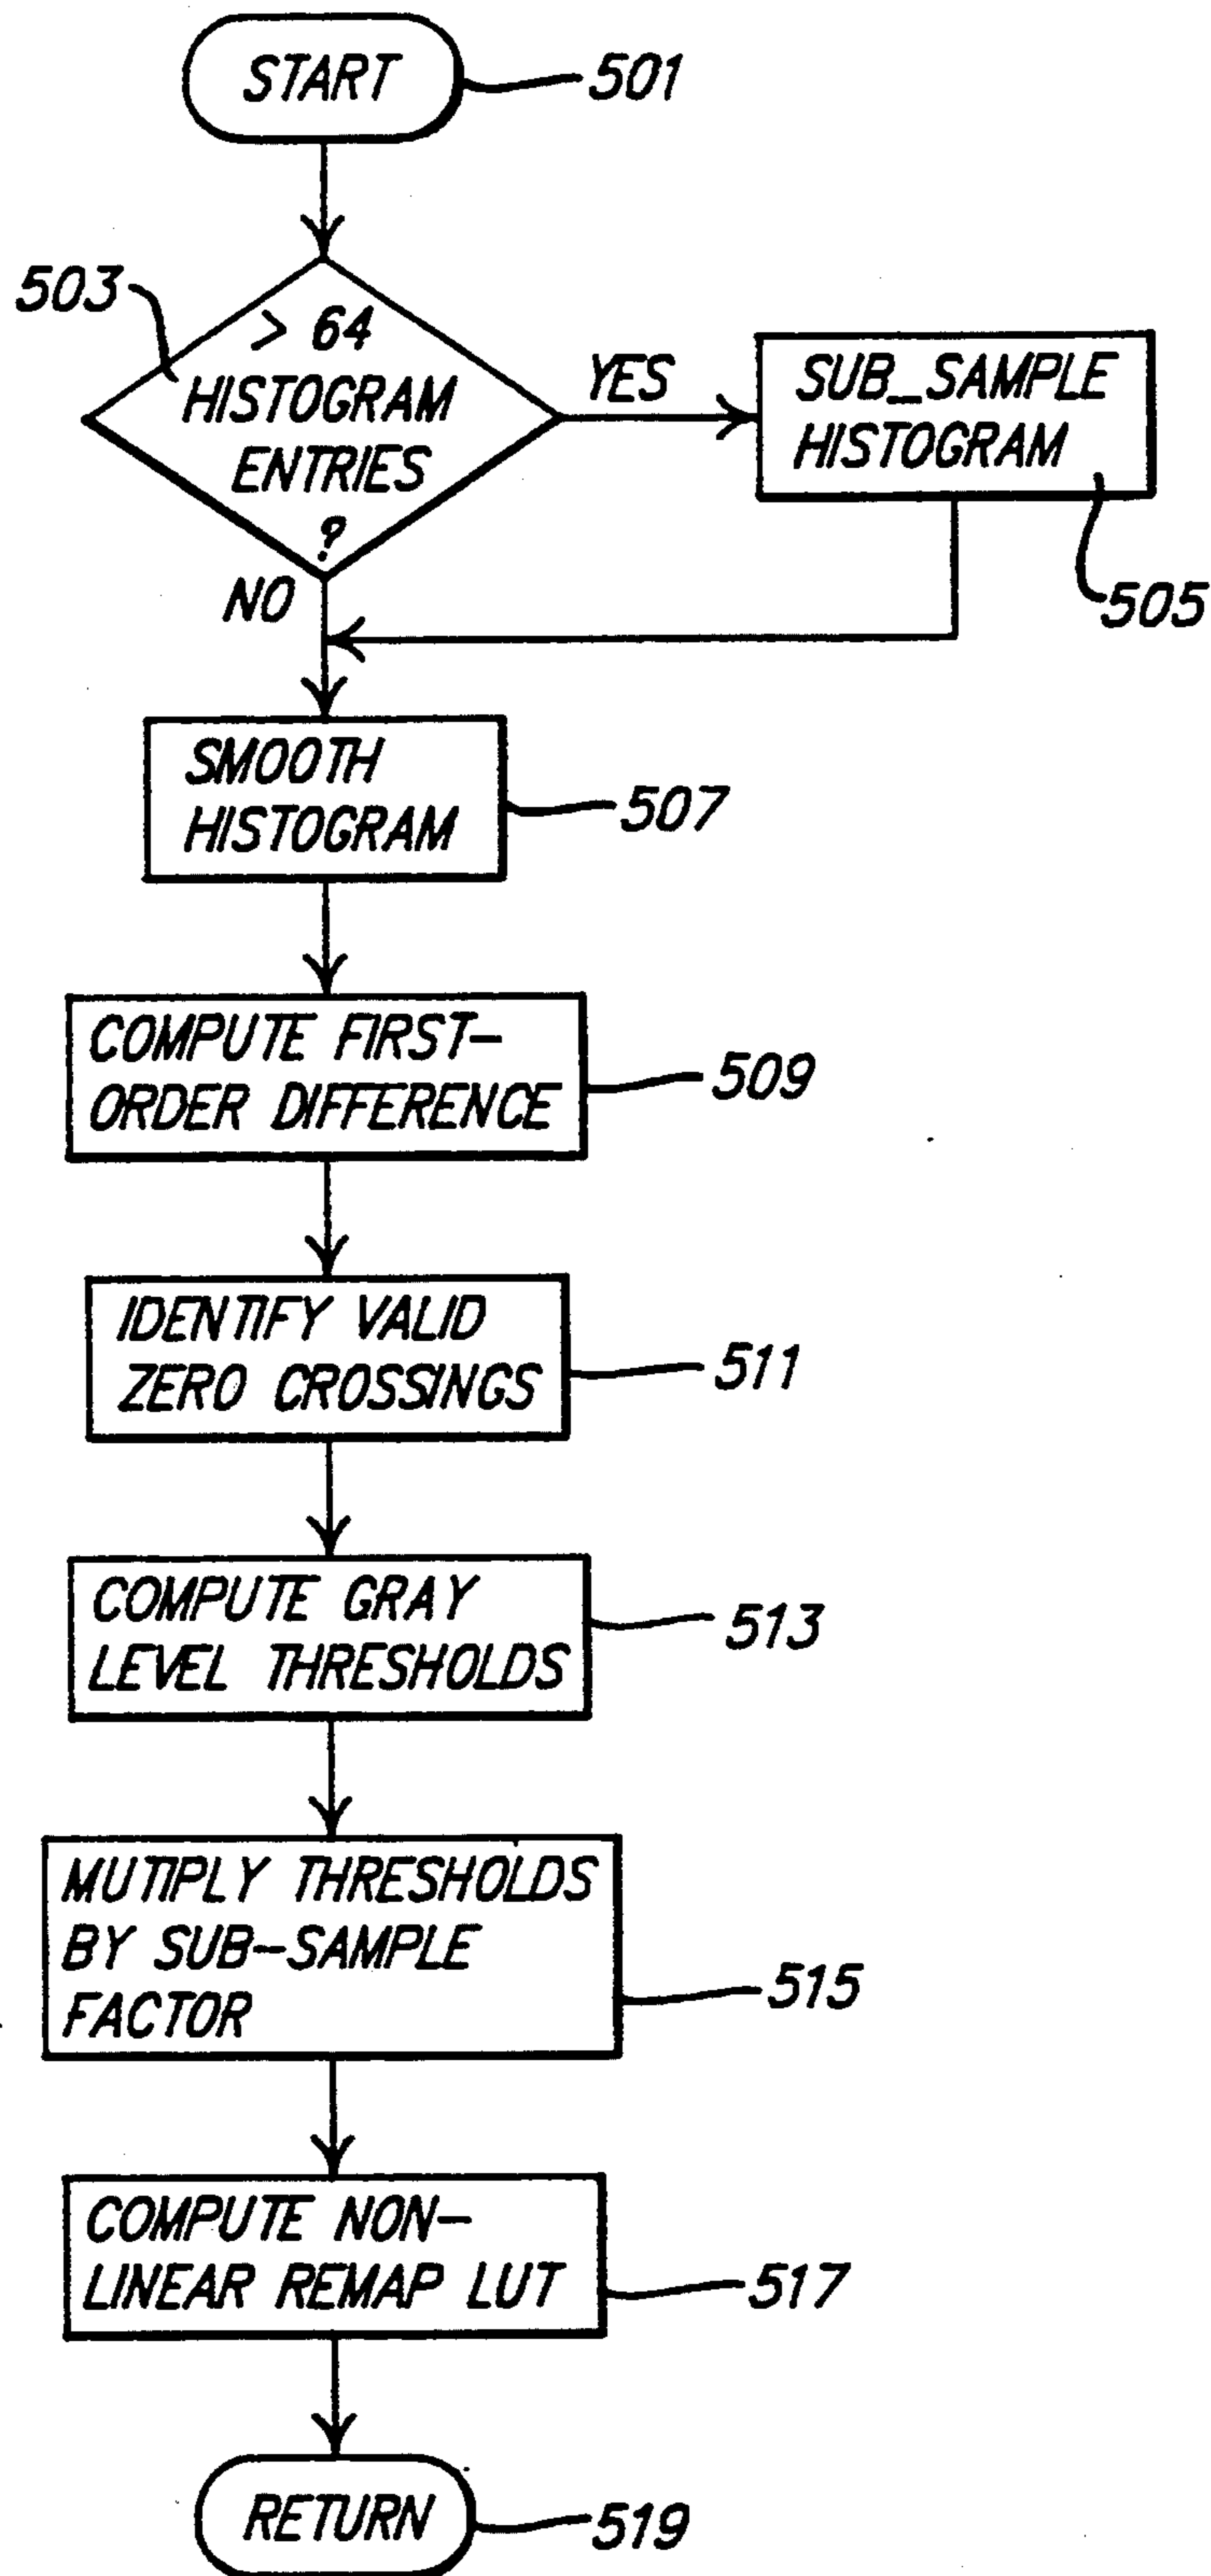 START
501
503
> 64
HISTOGRAM
ENTRIES
?
YES
SUB_SAMPLE
HISTOGRAM
505
NO
SMOOTH
HISTOGRAM
507
COMPUTE FIRST-
ORDER DIFFERENCE
509
IDENTIFY VALID
ZERO CROSSINGS
511
COMPUTE GRAY
LEVEL THRESHOLDS
513
MUTIPLY THRESHOLDS
BY SUB-SAMPLE
FACTOR
515
COMPUTE NON-
LINEAR REMAP LUT
517
RETURN
519